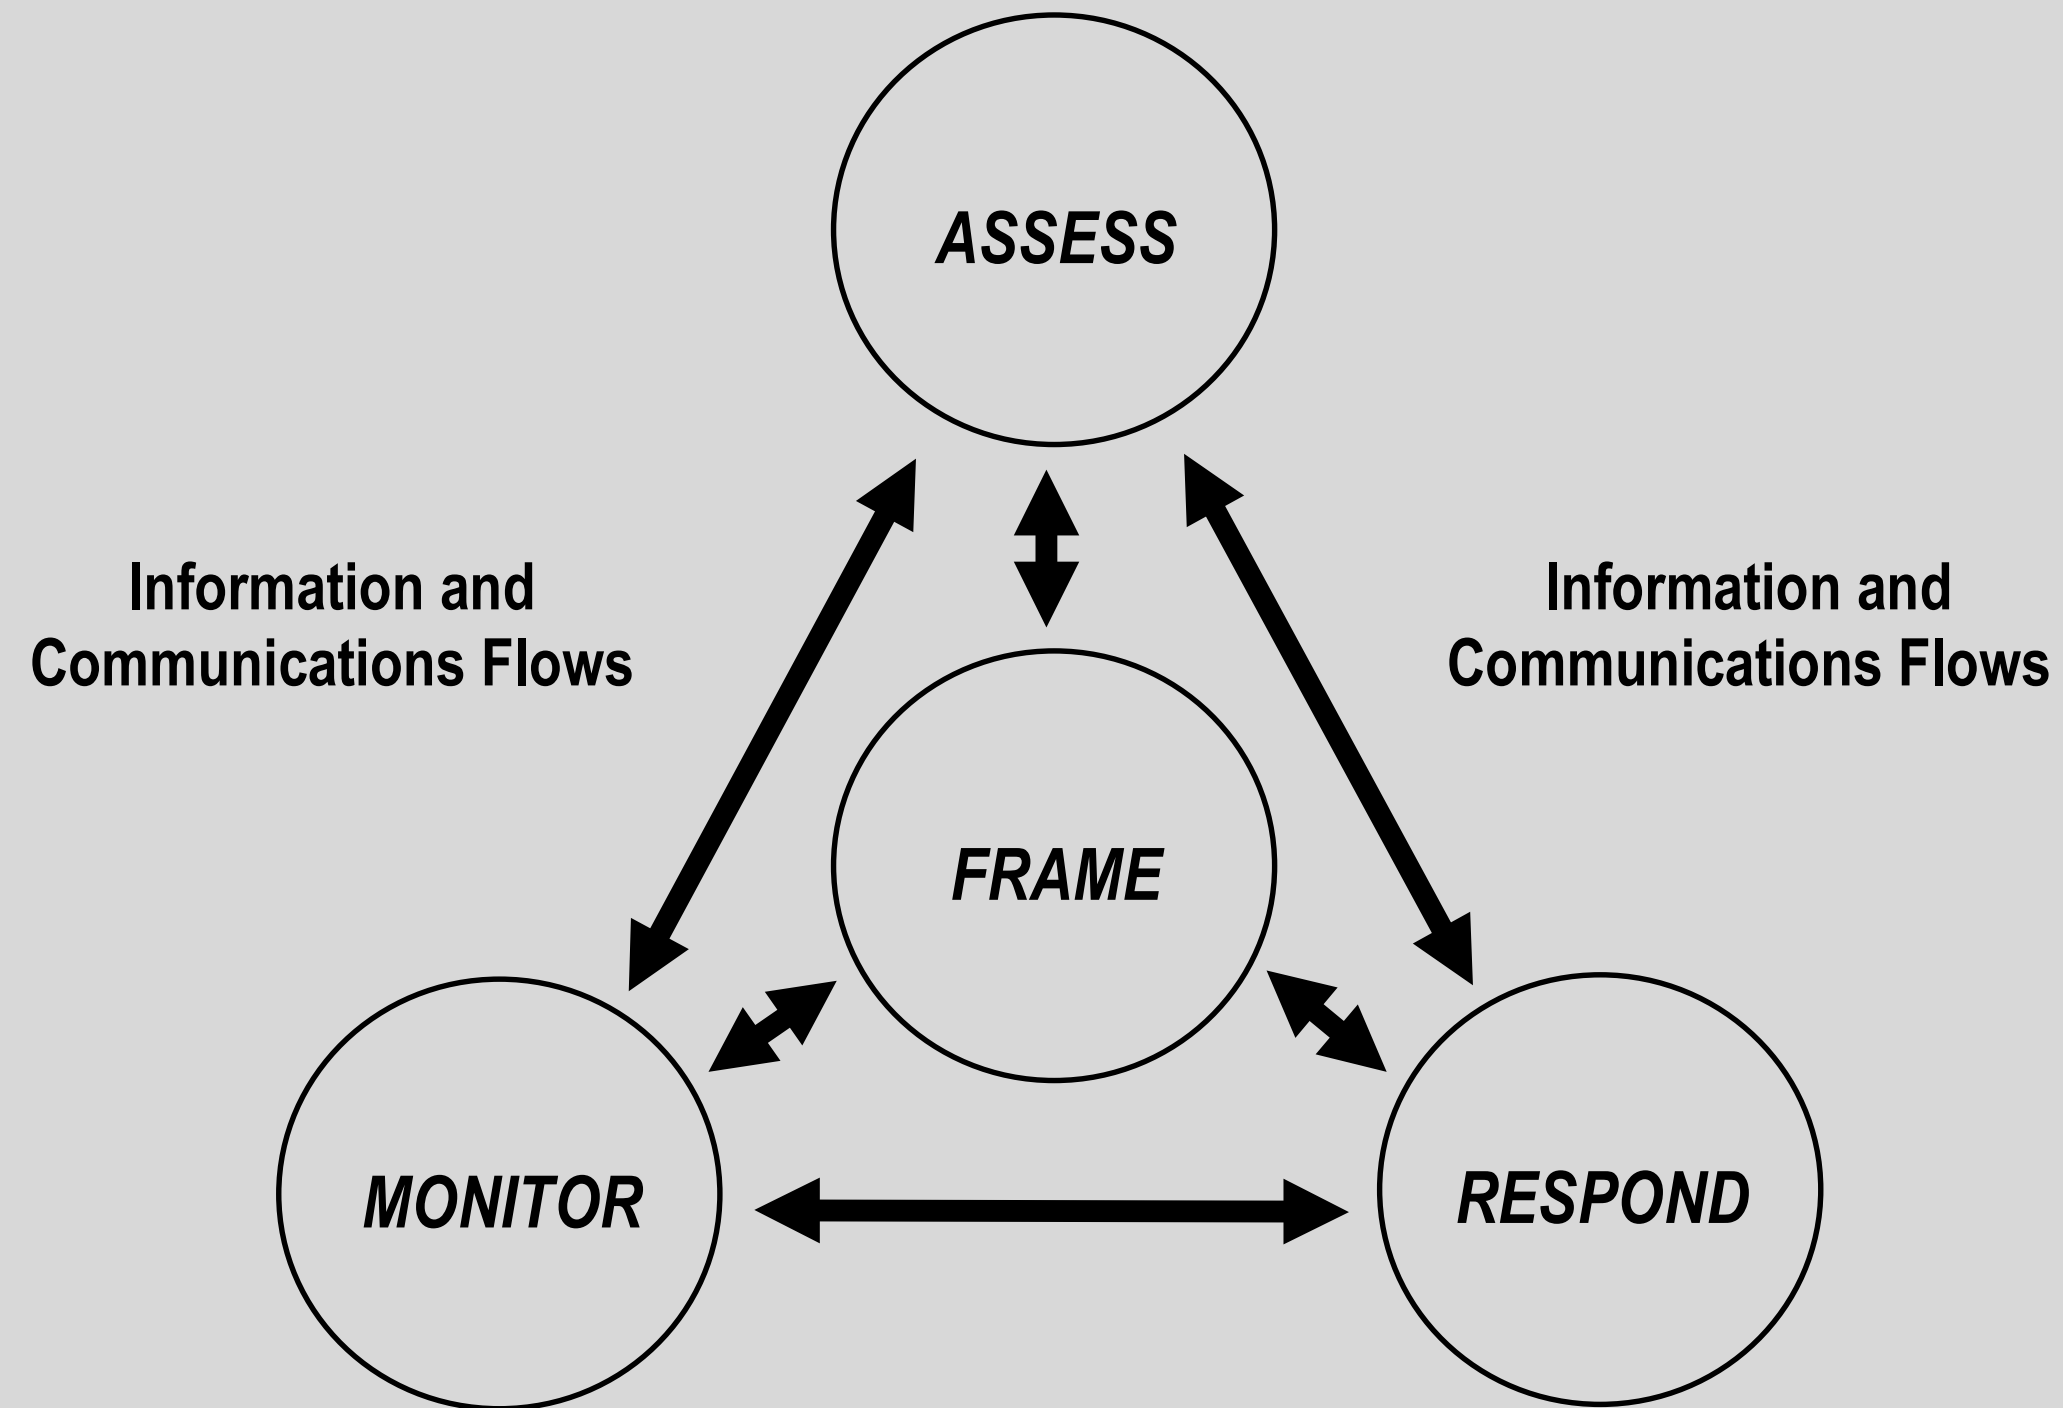 ASSESS
Information and
Communications Flows
Information and
Communications Flows
FRAME
MONITOR
RESPOND